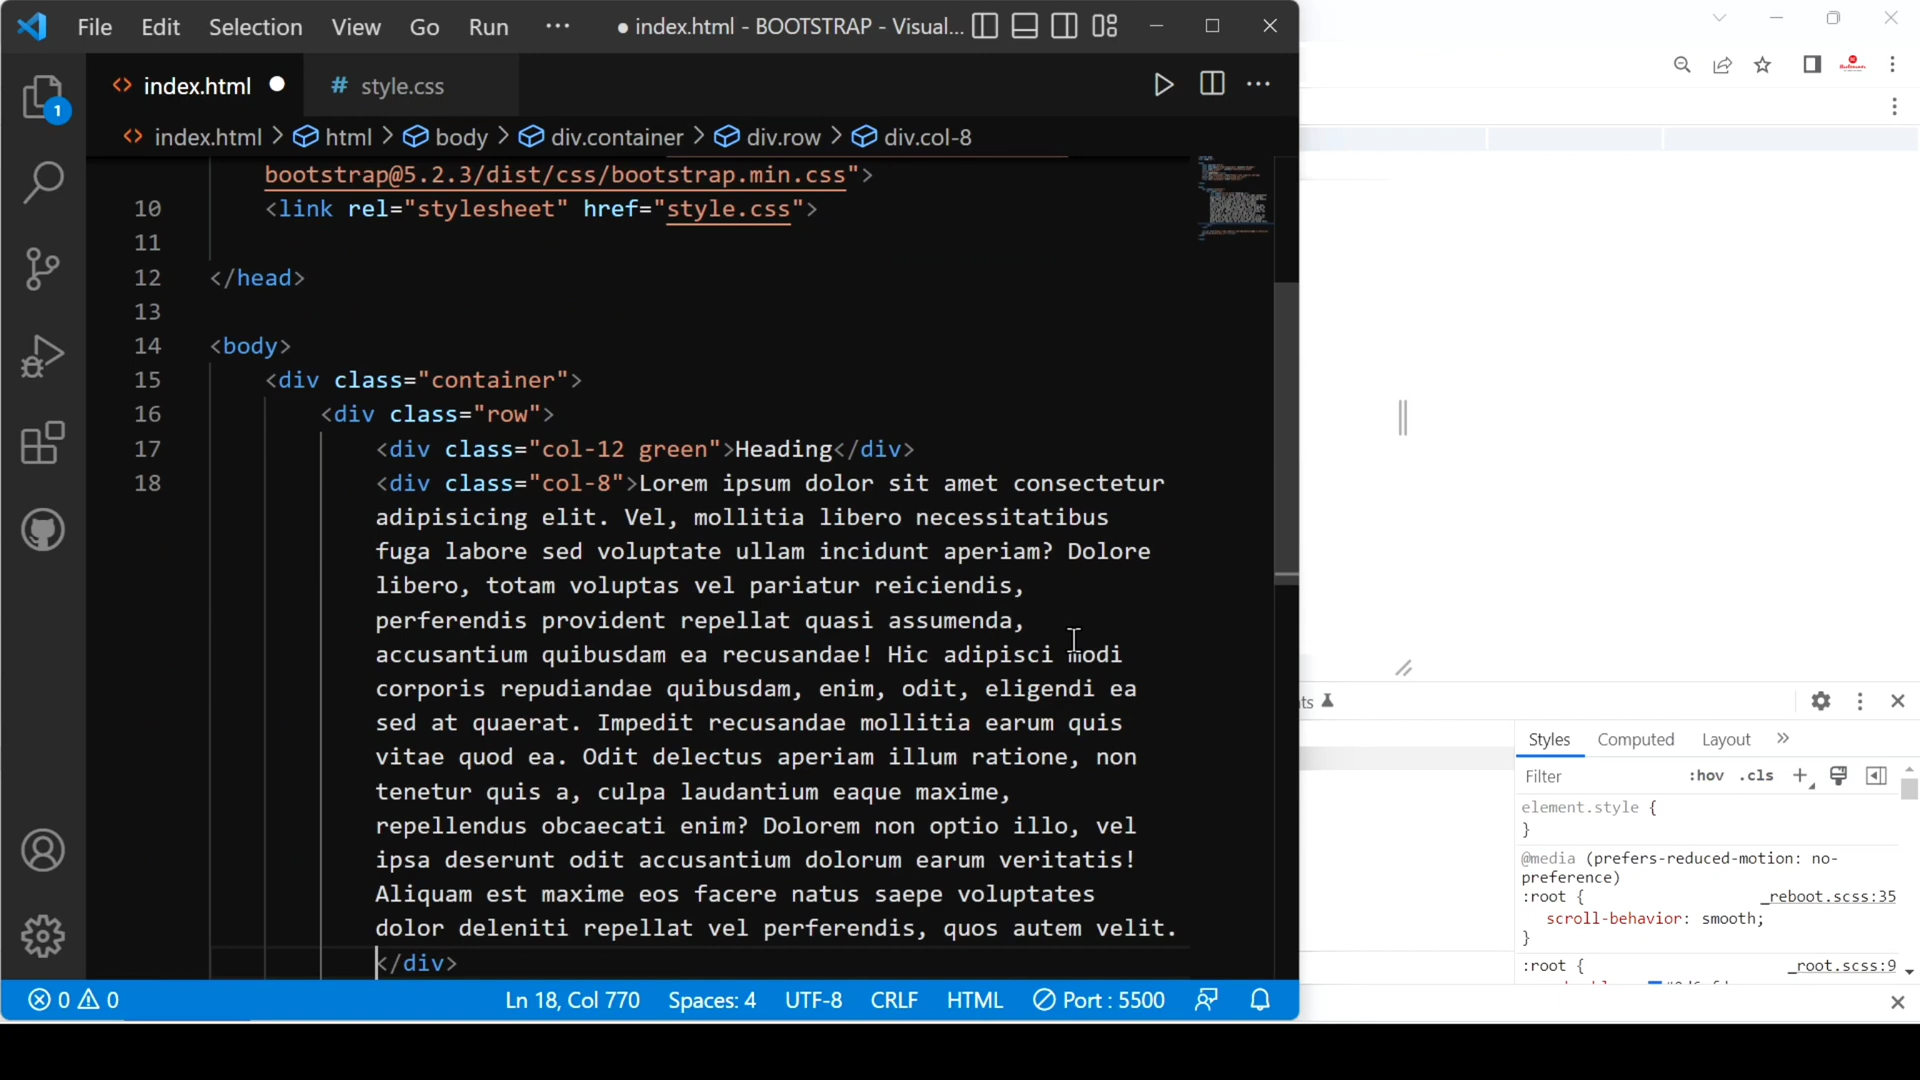 File Edit Selection View Go Run ··· ● index.html - BOOTSTRAP - Visual...
<> index.html ● # style.css
1
<> index.html > html > body > div.container > div.row > div.col-8
bootstrap@5.2.3/dist/css/bootstrap.min.css">
10 <link rel="stylesheet" href="style.css">
11
12 </head>
13
14 <body>
15 <div class="container">
16 <div class="row">
17 <div class="col-12 green">Heading</div>
18 <div class="col-8">Lorem ipsum dolor sit amet consectetur
adipisicing elit. Vel, mollitia libero necessitatibus
fuga labore sed voluptate ullam incidunt aperiam? Dolore
libero, totam voluptas vel pariatur reiciendis,
perferendis provident repellat quasi assumenda,
accusantium quibusdam ea recusandae! Hic adipisci modi
corporis repudiandae quibusdam, enim, odit, eligendi ea
sed at quaerat. Impedit recusandae mollitia earum quis
vitae quod ea. Odit delectus aperiam illum ratione, non
tenetur quis a, culpa laudantium eaque maxime,
repellendus obcaecati enim? Dolorem non optio illo, vel
ipsa deserunt odit accusantium dolorum earum veritatis!
Aliquam est maxime eos facere natus saepe voluptates
dolor deleniti repellat vel perferendis, quos autem velit.
</div>
0 0 Ln 18, Col 770 Spaces: 4 UTF-8 CRLF HTML Port : 5500
ts
Styles Computed Layout »
Filter :hov .cls +
element.style {
}
@media (prefers-reduced-motion: no-
preference)
:root { _reboot.scss:35
scroll-behavior: smooth;
}
:root { _root.scss:9